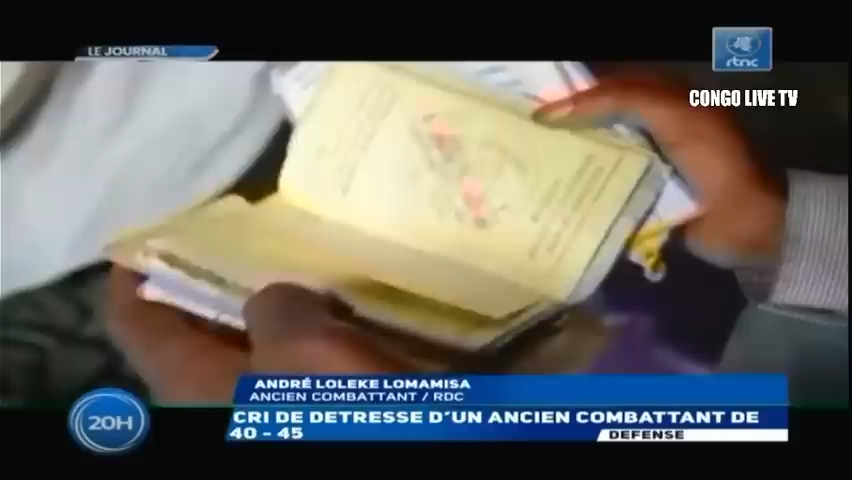 LE JOURNAL
rtnc
CONGO LIVE TV
ANDRÉ LOLEKE LOMAMISA
ANCIEN COMBATTANT / RDC
CRI DE DETRESSE D'UN ANCIEN COMBATTANT DE
40 - 45
DEFENSE
20H